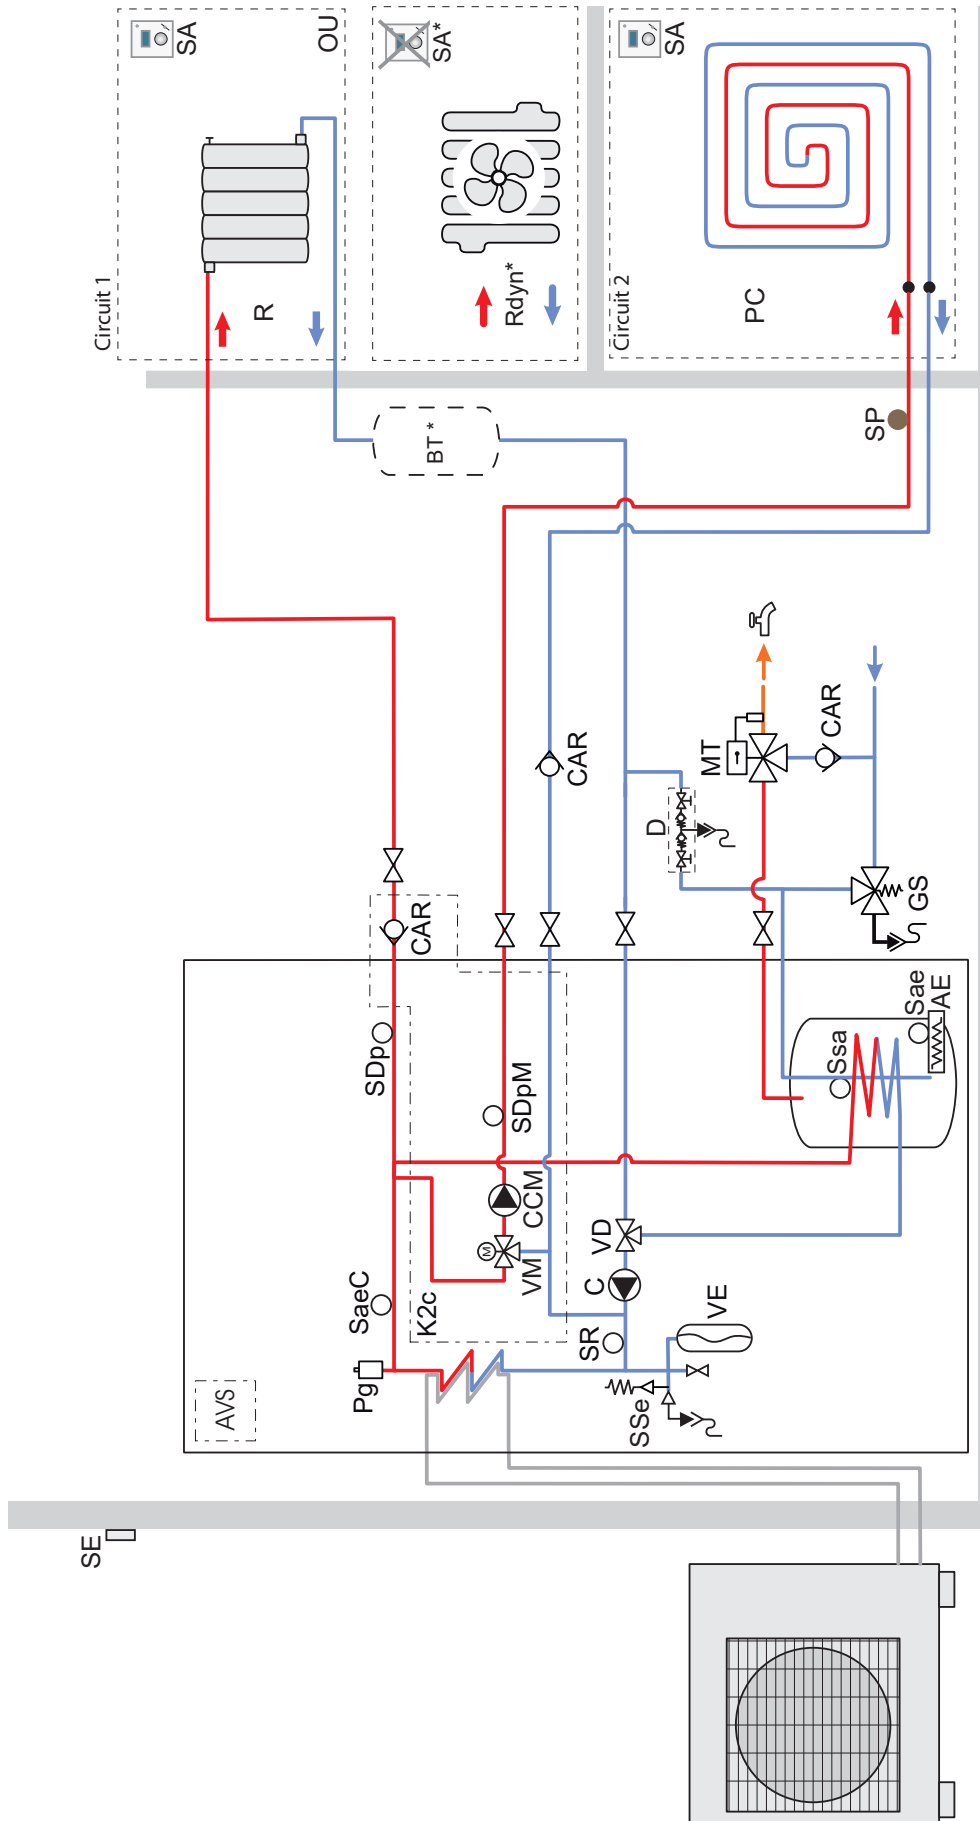 Circuit 1
SA
OU
R
SA*
Rdyn*
Circuit 2
SA
PC
BT *
SP
CAR
MT
CAR
D
GS
CAR
SDp
SDpM
Ssa
Sae
AE
CCM
VM
VD
C
SaeC
K2c
SR
VE
Pg
SSe
AVS
M
SE